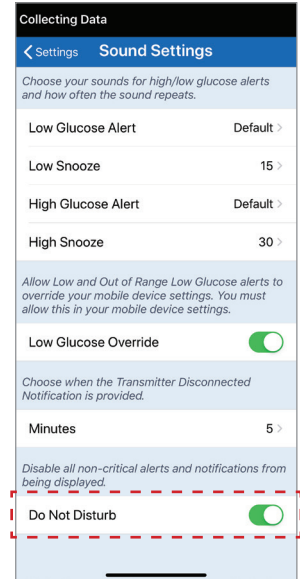 Collecting Data
Settings Sound Settings
Choose your sounds for high/low glucose alerts
and how often the sound repeats.
Low Glucose Alert Default
Low Snooze 15
High Glucose Alert Default
High Snooze 30
Allow Low and Out of Range Low Glucose alerts to
override your mobile device settings. You must
allow this in your mobile device settings.
Low Glucose Override
Choose when the Transmitter Disconnected
Notification is provided.
Minutes 5
Disable all non-critical alerts and notifications from
being displayed.
Do Not Disturb